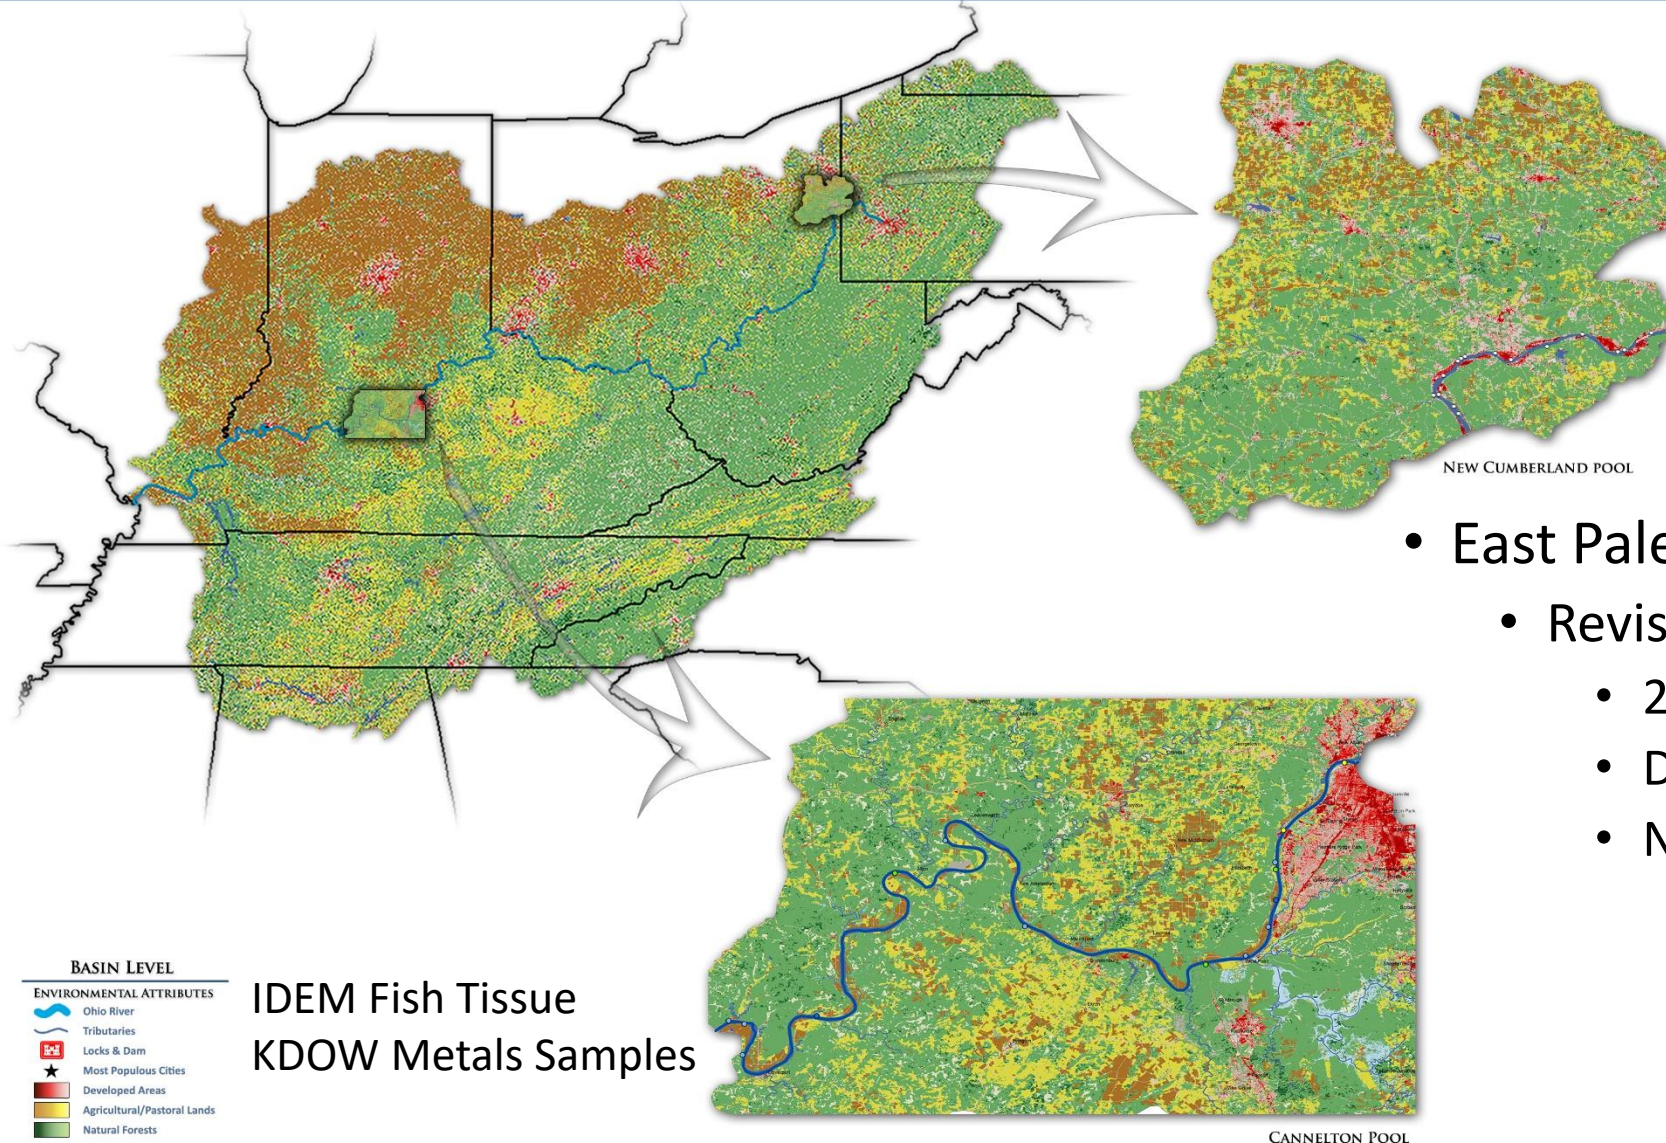 NEW CUMBERLAND POOL
• East Pale
• Revis
• 2
• D
• N
BASIN LEVEL
ENVIRONMENTAL ATTRIBUTES
Ohio River
Tributaries
Locks & Dam
Most Populous Cities
Developed Areas
Agricultural/Pastoral Lands
Natural Forests
IDEM Fish Tissue
KDOW Metals Samples
CANNELTON POOL